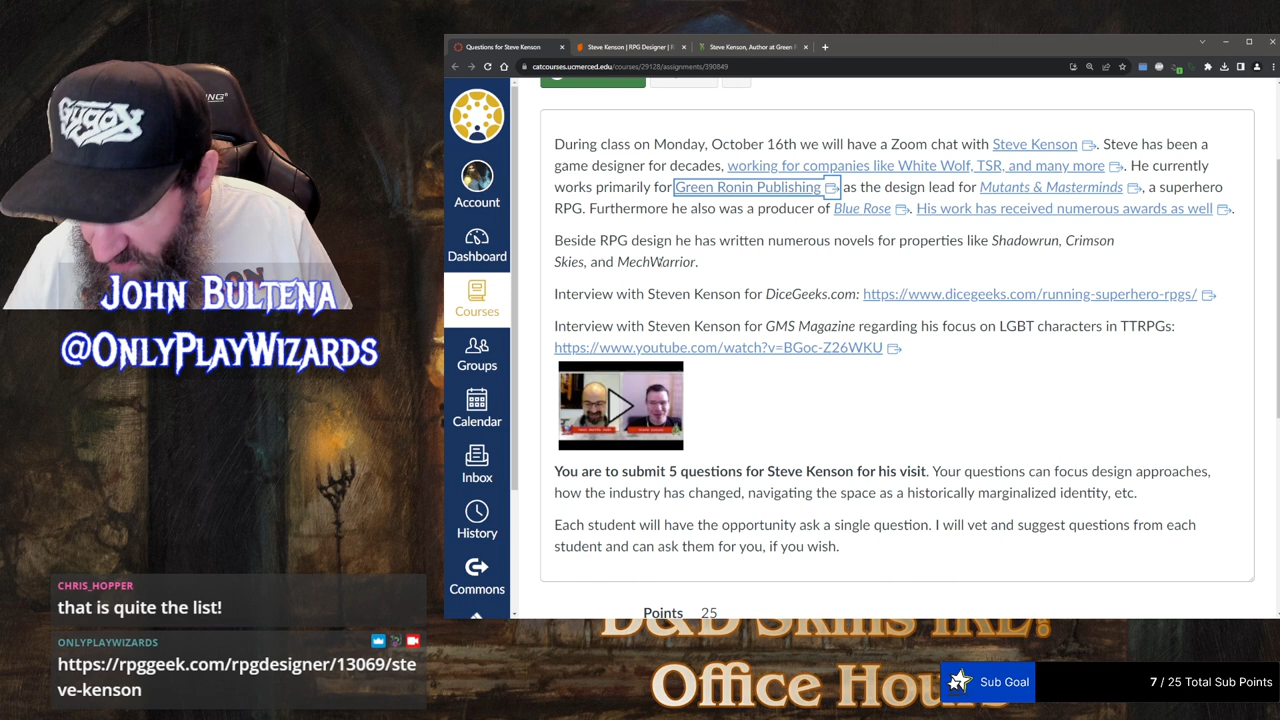 Questions for Steve Kenson
Steve Kenson | RPG Designer | R
Steve Kenson, Author at Green
catcourses.ucmerced.edu/courses/29128/assignments/390849
During class on Monday, October 16th we will have a Zoom chat with Steve Kenson. Steve has been a
game designer for decades, working for companies like White Wolf, TSR, and many more. He currently
works primarily for Green Ronin Publishing as the design lead for Mutants & Masterminds, a superhero
RPG. Furthermore he also was a producer of Blue Rose. His work has received numerous awards as well.
Beside RPG design he has written numerous novels for properties like Shadowrun, Crimson
Skies, and MechWarrior.
Interview with Steven Kenson for DiceGeeks.com: https://www.dicegeeks.com/running-superhero-rpgs/
Interview with Steven Kenson for GMS Magazine regarding his focus on LGBT characters in TTRPGs:
https://www.youtube.com/watch?v=BGoc-Z26WKU
You are to submit 5 questions for Steve Kenson for his visit. Your questions can focus design approaches,
how the industry has changed, navigating the space as a historically marginalized identity, etc.
Each student will have the opportunity ask a single question. I will vet and suggest questions from each
student and can ask them for you, if you wish.
Points 25
Account
Dashboard
Courses
Groups
Calendar
Inbox
History
Commons
Gygax
John Bultena
@OnlyPlayWizards
CHRIS_HOPPER
that is quite the list!
ONLYPLAYWIZARDS
https://rpggeek.com/rpgdesigner/13069/ste
ve-kenson
D&D Skills IRL!
Office Hou
Sub Goal
7 / 25 Total Sub Points